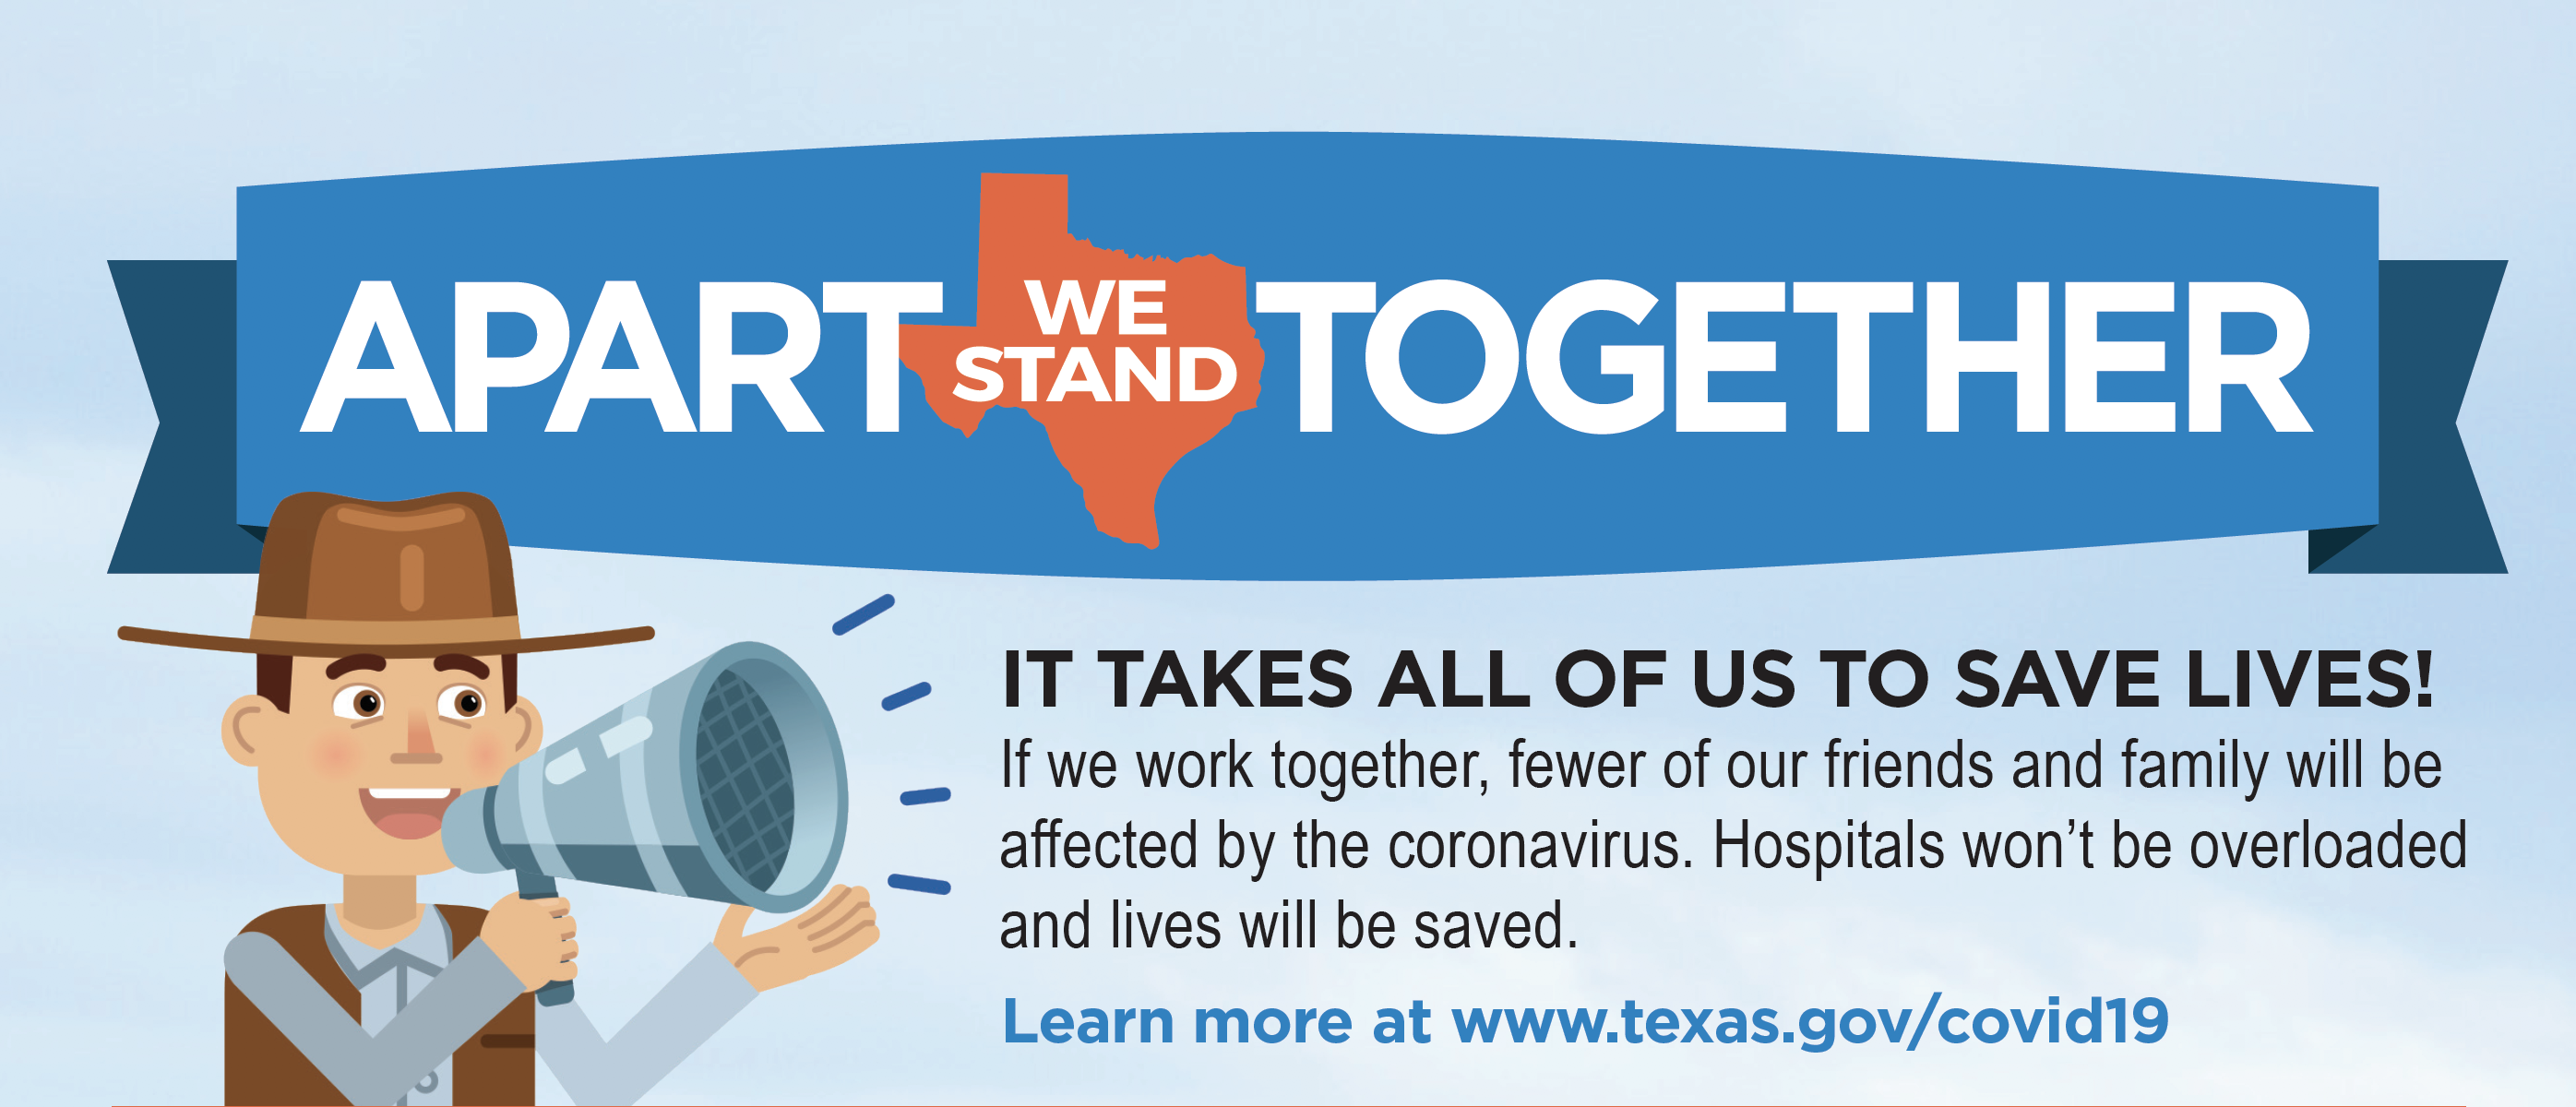 APART WE STAND TOGETHER
IT TAKES ALL OF US TO SAVE LIVES!
If we work together, fewer of our friends and family will be
affected by the coronavirus. Hospitals won’t be overloaded
and lives will be saved.
Learn more at www.texas.gov/covid19